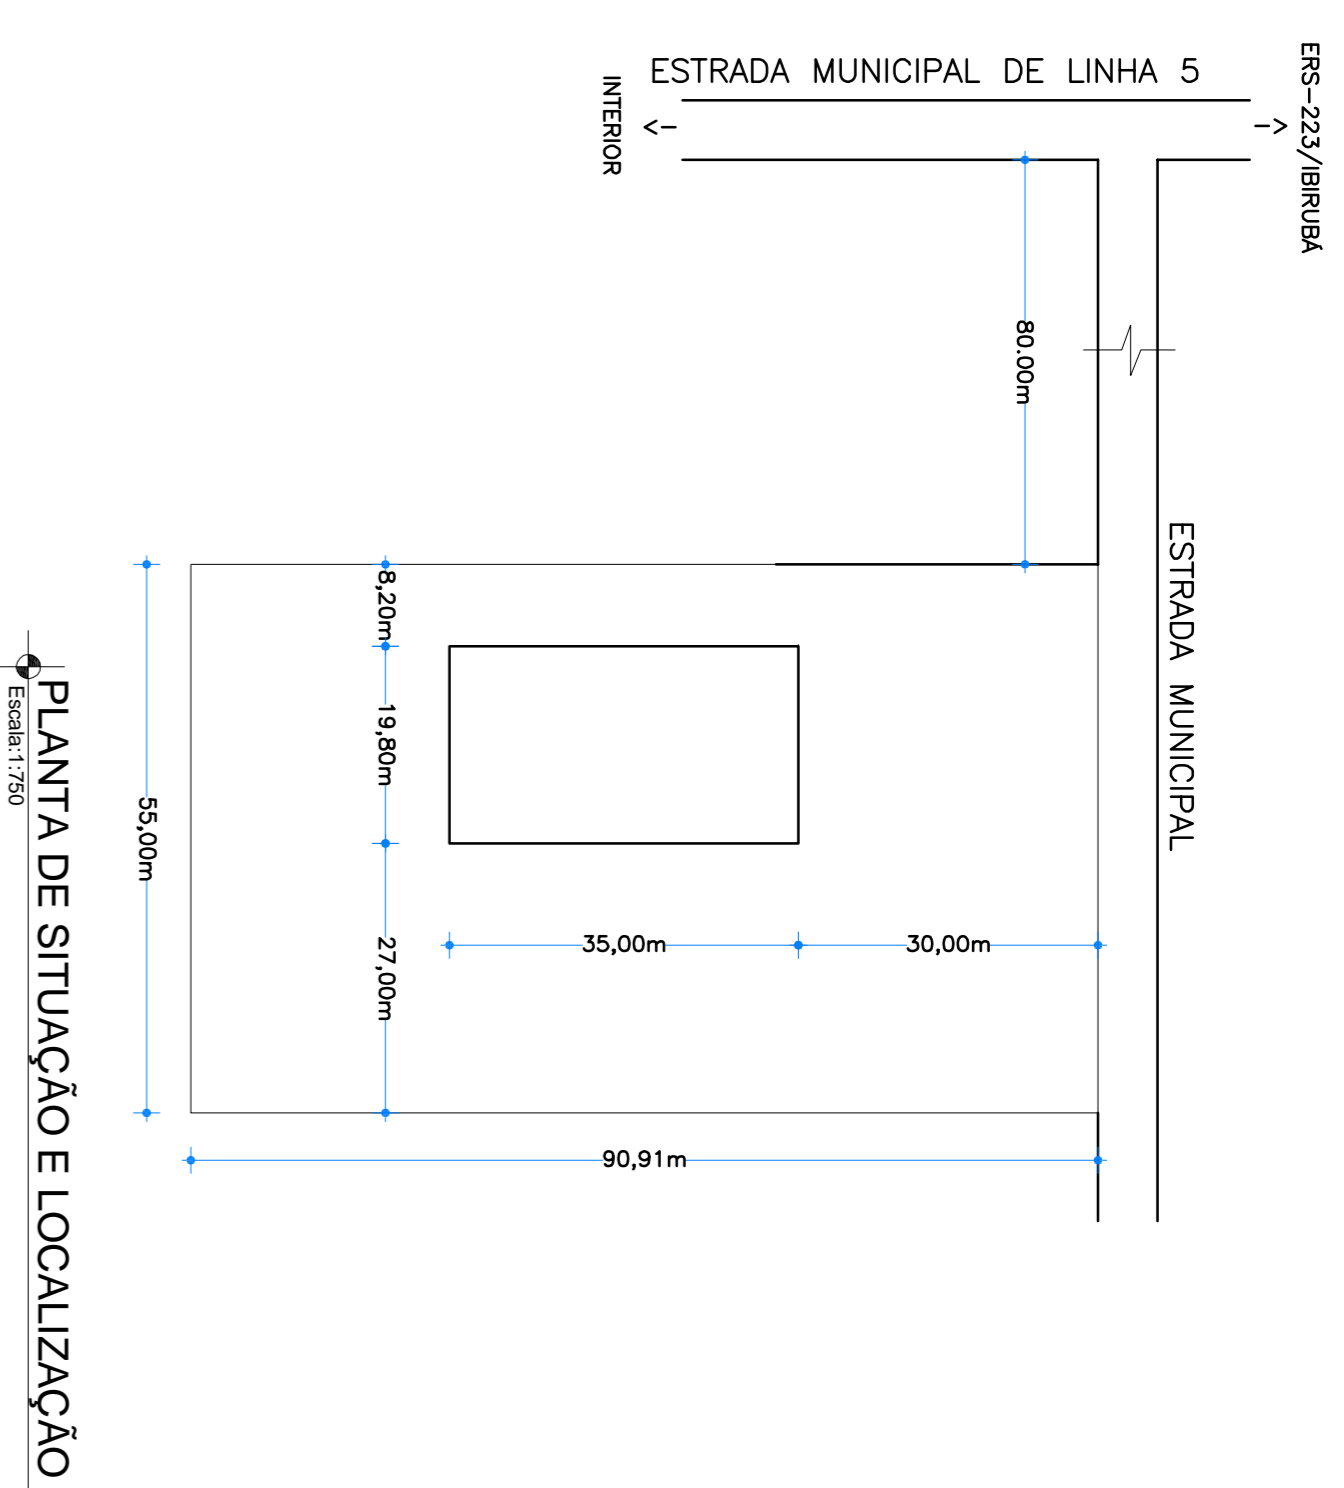 ERS-223/IBIRUBÁ
ESTRADA MUNICIPAL DE LINHA 5
->
<-
INTERIOR
80.00m
ESTRADA MUNICIPAL
8,20m
19,80m
27,00m
35,00m
30,00m
55,00m
90,91m
PLANTA DE SITUAÇÃO E LOCALIZAÇÃO
Escala:1:750